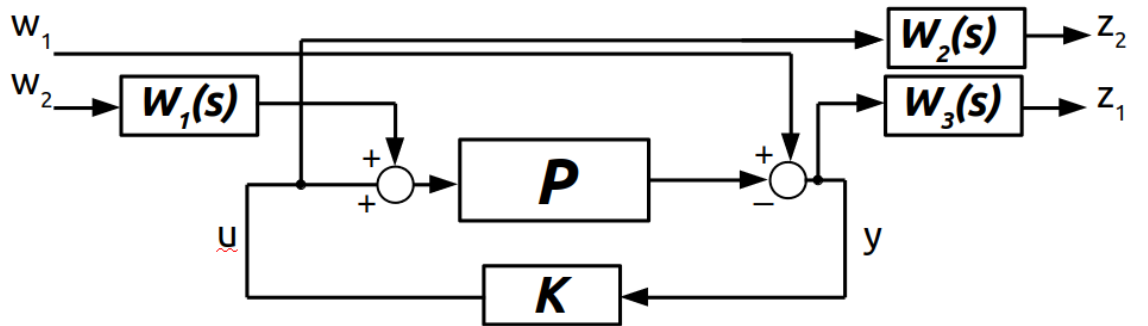 w₁
W₂(s)
z₂
w₂
W₁(s)
W₃(s)
z₁
+
+
P
+
+
−
u
y
K